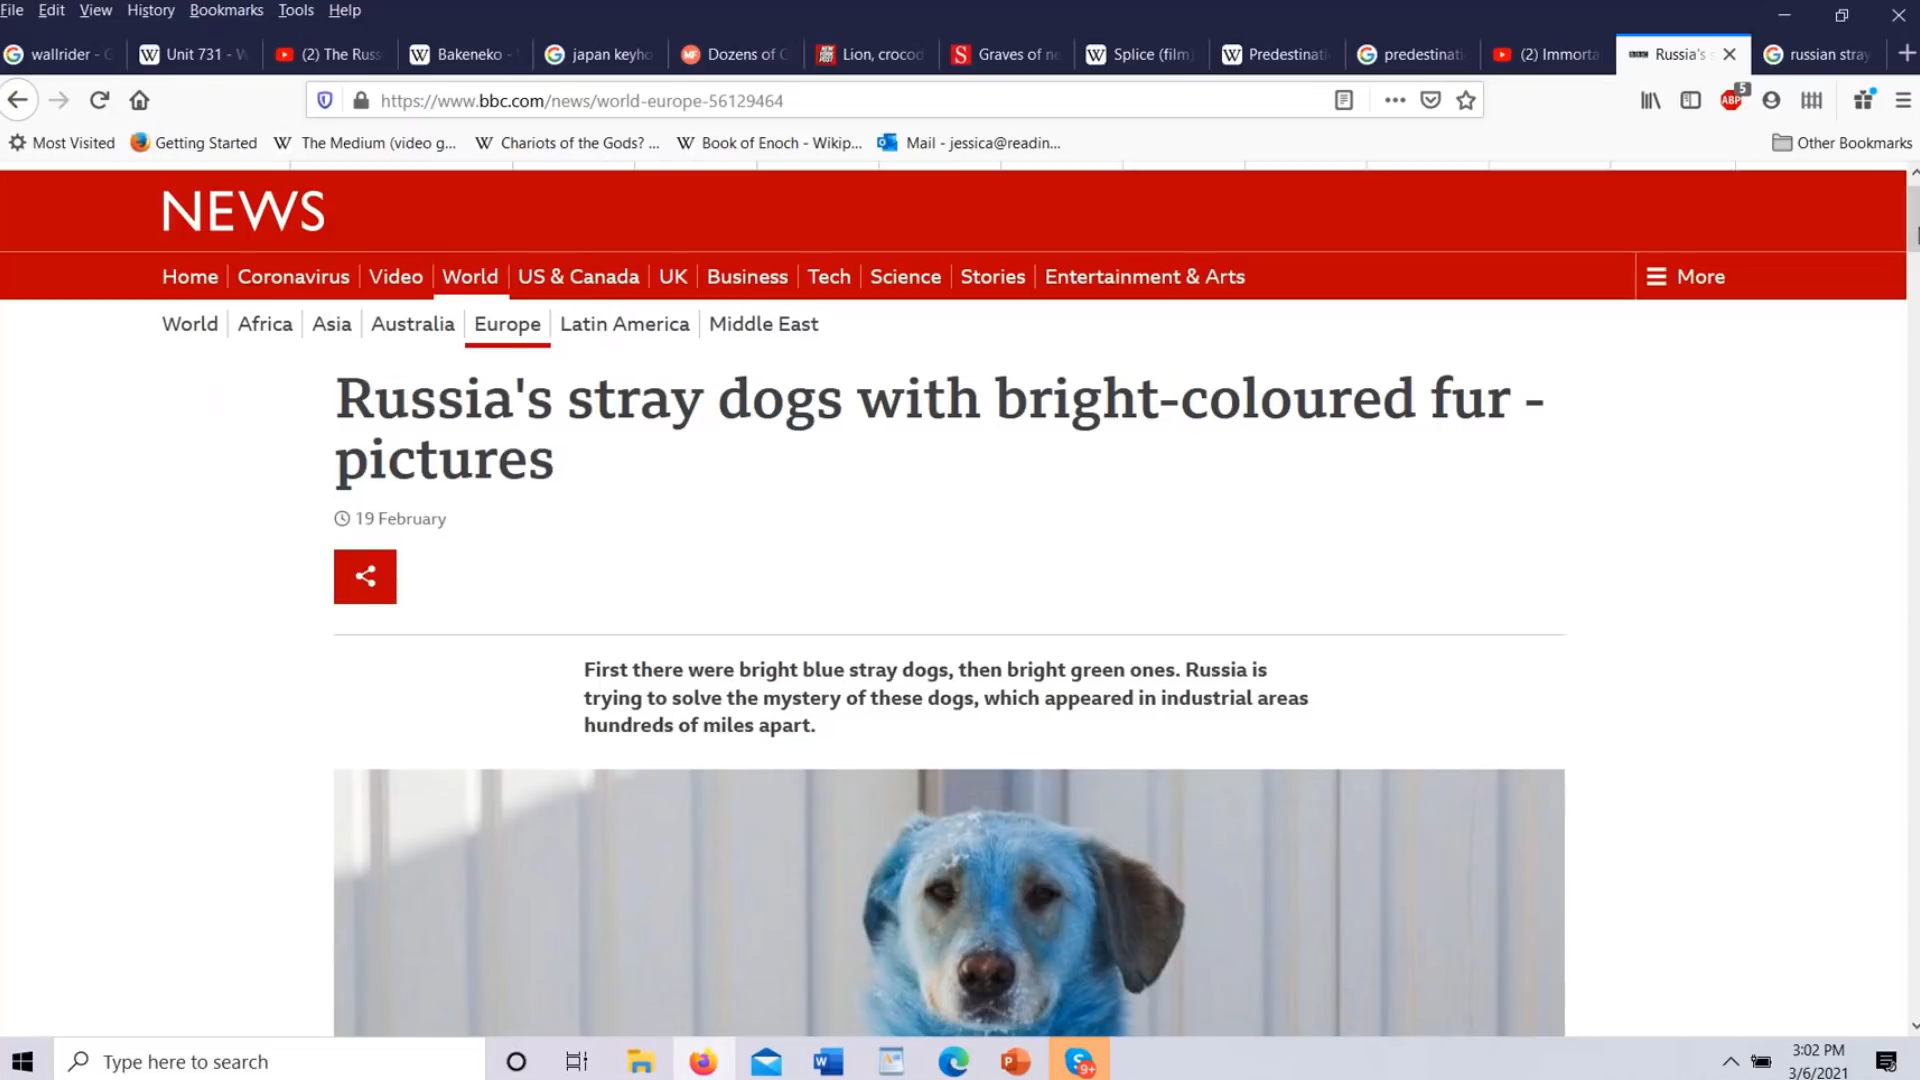 File Edit View History Bookmarks Tools Help
wallrider - G
Unit 731 - W
(2) The Russ
Bakeneko -
japan keyho
Dozens of C
Lion, crocod
Graves of ne
Splice (film)
Predestinati
predestinati
(2) Immorta
Russia's s
russian stray
https://www.bbc.com/news/world-europe-56129464
ABP 5
Most Visited Getting Started The Medium (video g... Chariots of the Gods? ... Book of Enoch - Wikip... Mail - jessica@readin... Other Bookmarks
NEWS
Home Coronavirus Video World US & Canada UK Business Tech Science Stories Entertainment & Arts More
World Africa Asia Australia Europe Latin America Middle East
Russia's stray dogs with bright-coloured fur -
pictures
19 February
First there were bright blue stray dogs, then bright green ones. Russia is
trying to solve the mystery of these dogs, which appeared in industrial areas
hundreds of miles apart.
Type here to search
9+
3:02 PM
3/6/2021